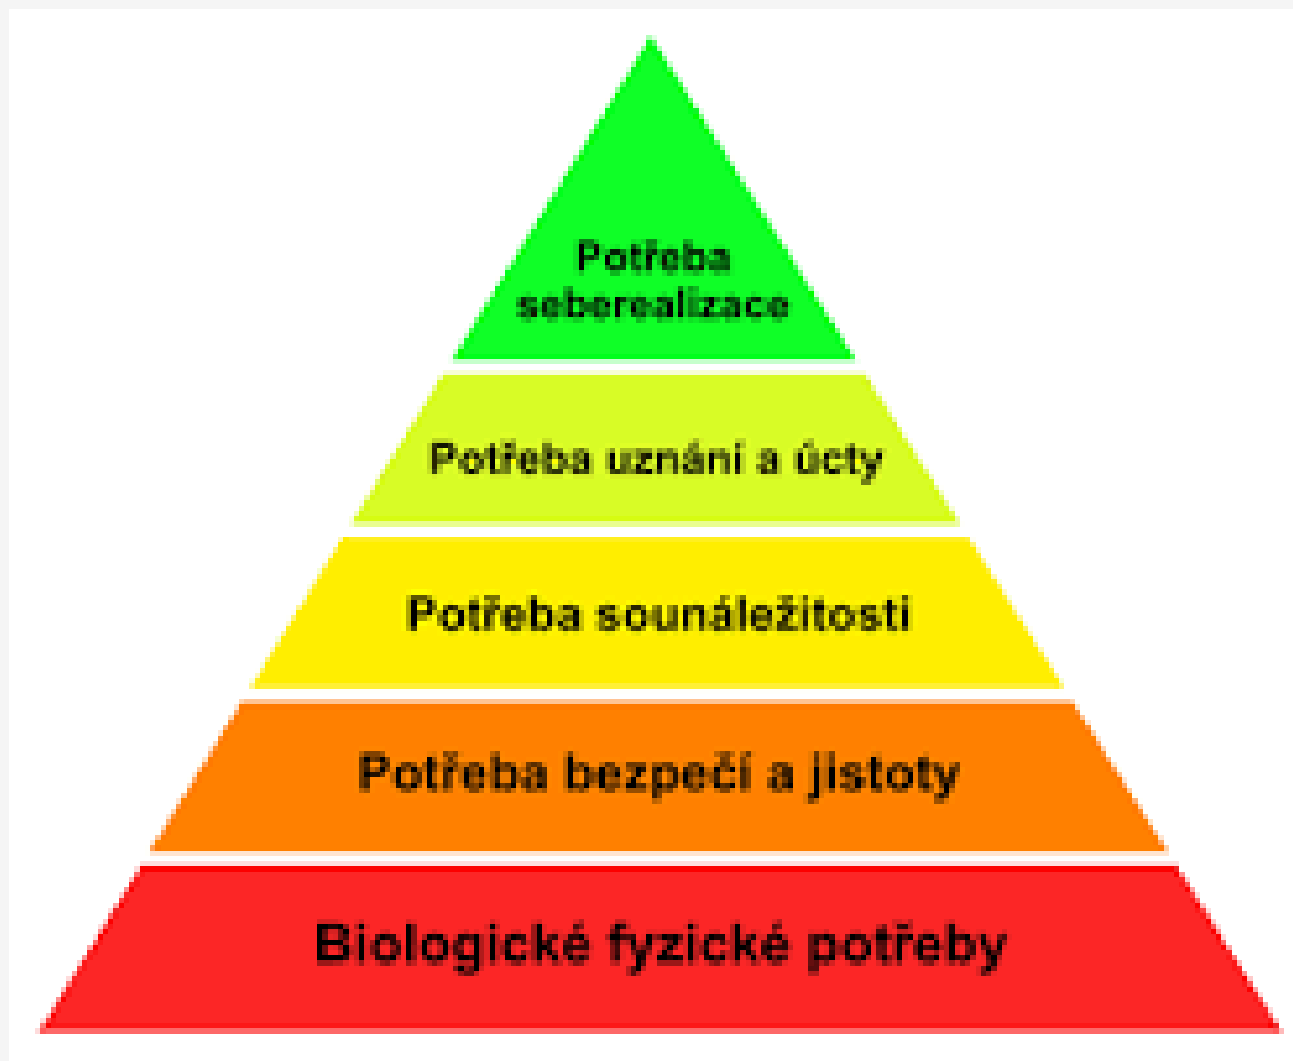 Potřeba
seberealizace
Potřeba uznání a úcty
Potřeba sounáležitosti
Potřeba bezpečí a jistoty
Biologické fyzické potřeby